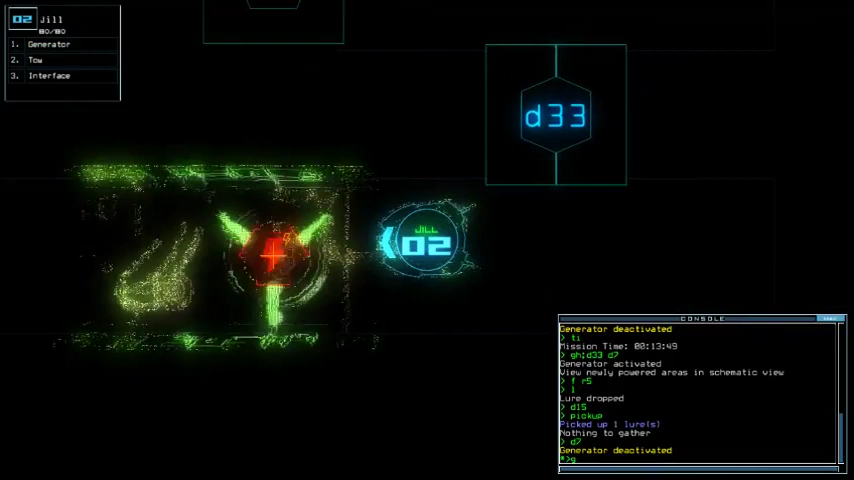 02 Jill
80/80
1. Generator
2. Tow
3. Interface
d33
JILL
02
CONSOLE
Generator deactivated
> ti
Mission Time: 00:13:49
> gh;d33 d7
Generator activated
View newly powered areas in schematic view
> f r5
> l
Lure dropped
> d15
> pickup
Picked up 1 lure(s)
Nothing to gather
> d7
Generator deactivated
>g